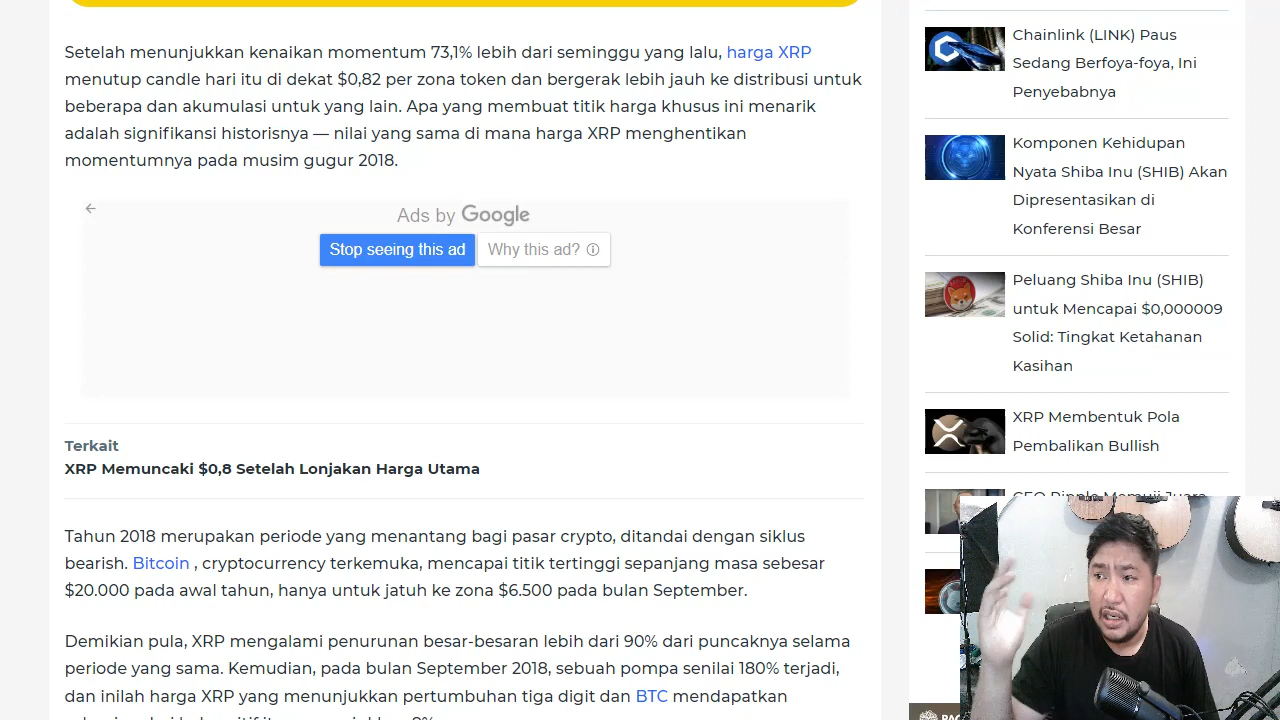 Setelah menunjukkan kenaikan momentum 73,1% lebih dari seminggu yang lalu, harga XRP
menutup candle hari itu di dekat $0,82 per zona token dan bergerak lebih jauh ke distribusi untuk
beberapa dan akumulasi untuk yang lain. Apa yang membuat titik harga khusus ini menarik
adalah signifikansi historisnya — nilai yang sama di mana harga XRP menghentikan
momentumnya pada musim gugur 2018.
Ads by Google
Stop seeing this ad
Why this ad?
Terkait
XRP Memuncaki $0,8 Setelah Lonjakan Harga Utama
Tahun 2018 merupakan periode yang menantang bagi pasar crypto, ditandai dengan siklus
bearish. Bitcoin , cryptocurrency terkemuka, mencapai titik tertinggi sepanjang masa sebesar
$20.000 pada awal tahun, hanya untuk jatuh ke zona $6.500 pada bulan September.
Demikian pula, XRP mengalami penurunan besar-besaran lebih dari 90% dari puncaknya selama
periode yang sama. Kemudian, pada bulan September 2018, sebuah pompa senilai 180% terjadi,
dan inilah harga XRP yang menunjukkan pertumbuhan tiga digit dan BTC mendapatkan
Chainlink (LINK) Paus
Sedang Berfoya-foya, Ini
Penyebabnya
Komponen Kehidupan
Nyata Shiba Inu (SHIB) Akan
Dipresentasikan di
Konferensi Besar
Peluang Shiba Inu (SHIB)
untuk Mencapai $0,000009
Solid: Tingkat Ketahanan
Kasihan
XRP Membentuk Pola
Pembalikan Bullish